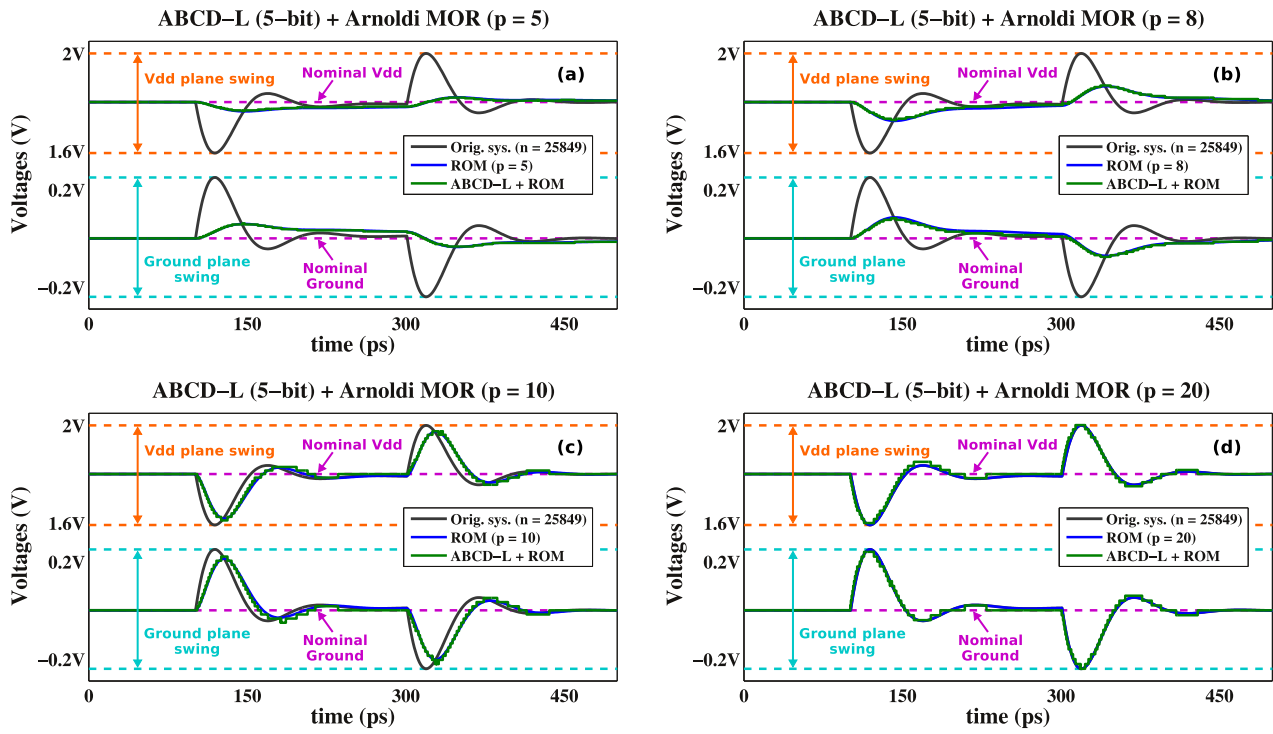 ABCD−L (5−bit) + Arnoldi MOR (p = 5)
Voltages (V)
2V
1.6V
0.2V
−0.2V
Vdd plane swing
Nominal Vdd
(a)
Orig. sys. (n = 25849)
ROM (p = 5)
ABCD−L + ROM
Ground plane
swing
Nominal
Ground
0
150
300
450
time (ps)
ABCD−L (5−bit) + Arnoldi MOR (p = 8)
Voltages (V)
2V
1.6V
0.2V
−0.2V
Vdd plane swing
Nominal Vdd
(b)
Orig. sys. (n = 25849)
ROM (p = 8)
ABCD−L + ROM
Ground plane
swing
Nominal
Ground
0
150
300
450
time (ps)
ABCD−L (5−bit) + Arnoldi MOR (p = 10)
Voltages (V)
2V
1.6V
0.2V
−0.2V
Vdd plane swing
Nominal Vdd
(c)
Orig. sys. (n = 25849)
ROM (p = 10)
ABCD−L + ROM
Ground plane
swing
Nominal
Ground
0
150
300
450
time (ps)
ABCD−L (5−bit) + Arnoldi MOR (p = 20)
Voltages (V)
2V
1.6V
0.2V
−0.2V
Vdd plane swing
Nominal Vdd
(d)
Orig. sys. (n = 25849)
ROM (p = 20)
ABCD−L + ROM
Ground plane
swing
Nominal
Ground
0
150
300
450
time (ps)